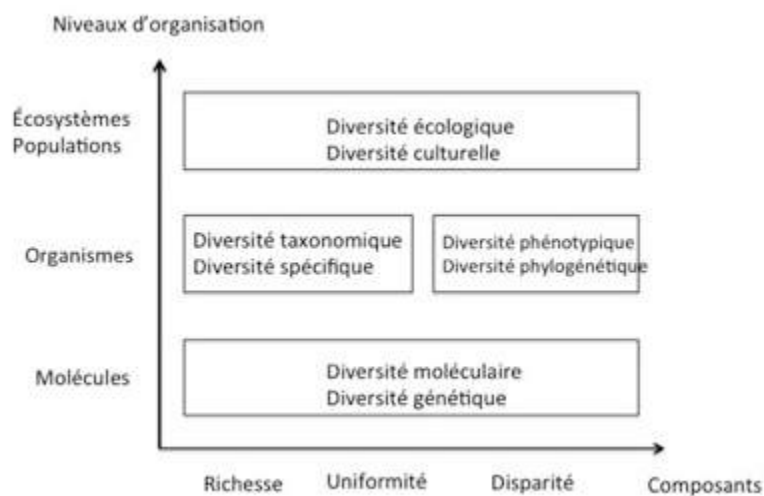 Niveaux d'organisation
Écosystèmes
Populations
Diversité écologique
Diversité culturelle
Organismes
Diversité taxonomique
Diversité spécifique
Diversité phénotypique
Diversité phylogénétique
Molécules
Diversité moléculaire
Diversité génétique
Richesse
Uniformité
Disparité
Composants